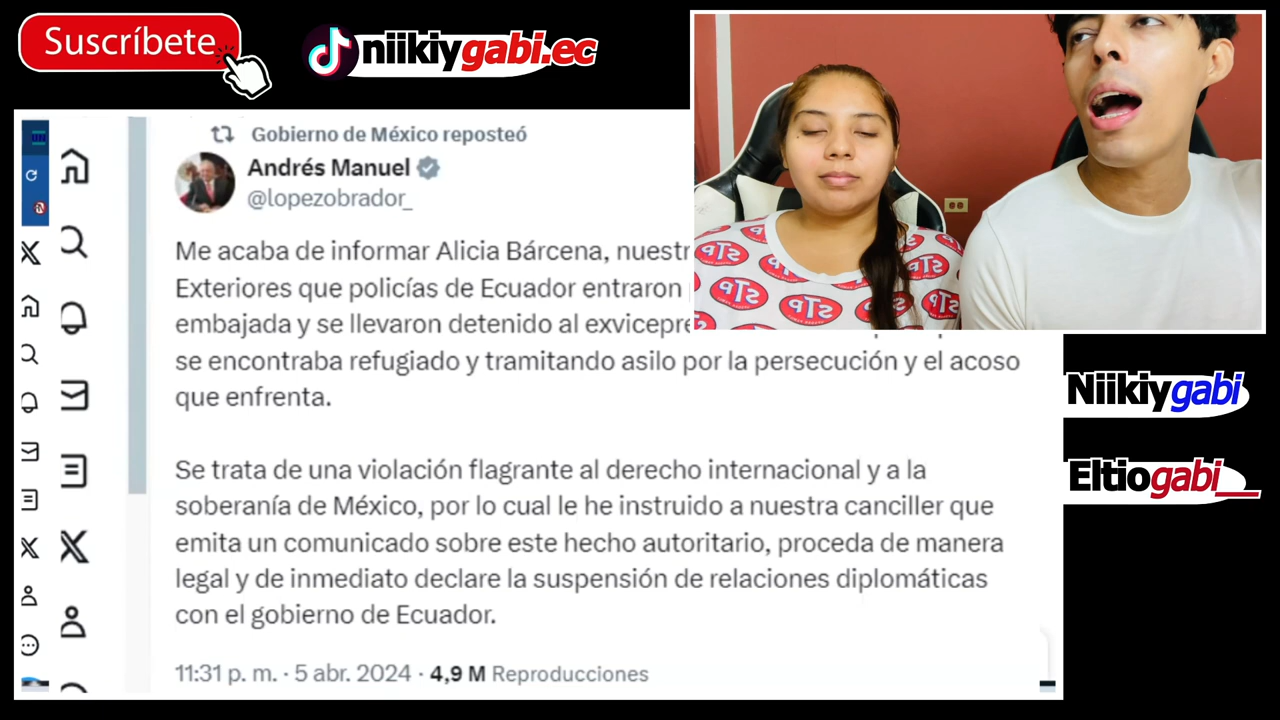 Suscríbete
niikiygabi.ec
Gobierno de México reposteó
Andrés Manuel
@lopezobrador_
Me acaba de informar Alicia Bárcena, nuestr
Exteriores que policías de Ecuador entraron
embajada y se llevaron detenido al exvicepre
se encontraba refugiado y tramitando asilo por la persecución y el acoso
que enfrenta.
Se trata de una violación flagrante al derecho internacional y a la
soberanía de México, por lo cual le he instruido a nuestra canciller que
emita un comunicado sobre este hecho autoritario, proceda de manera
legal y de inmediato declare la suspensión de relaciones diplomáticas
con el gobierno de Ecuador.
11:31 p. m. · 5 abr. 2024 · 4,9 M Reproducciones
Niikiygabi
Eltiogabi__